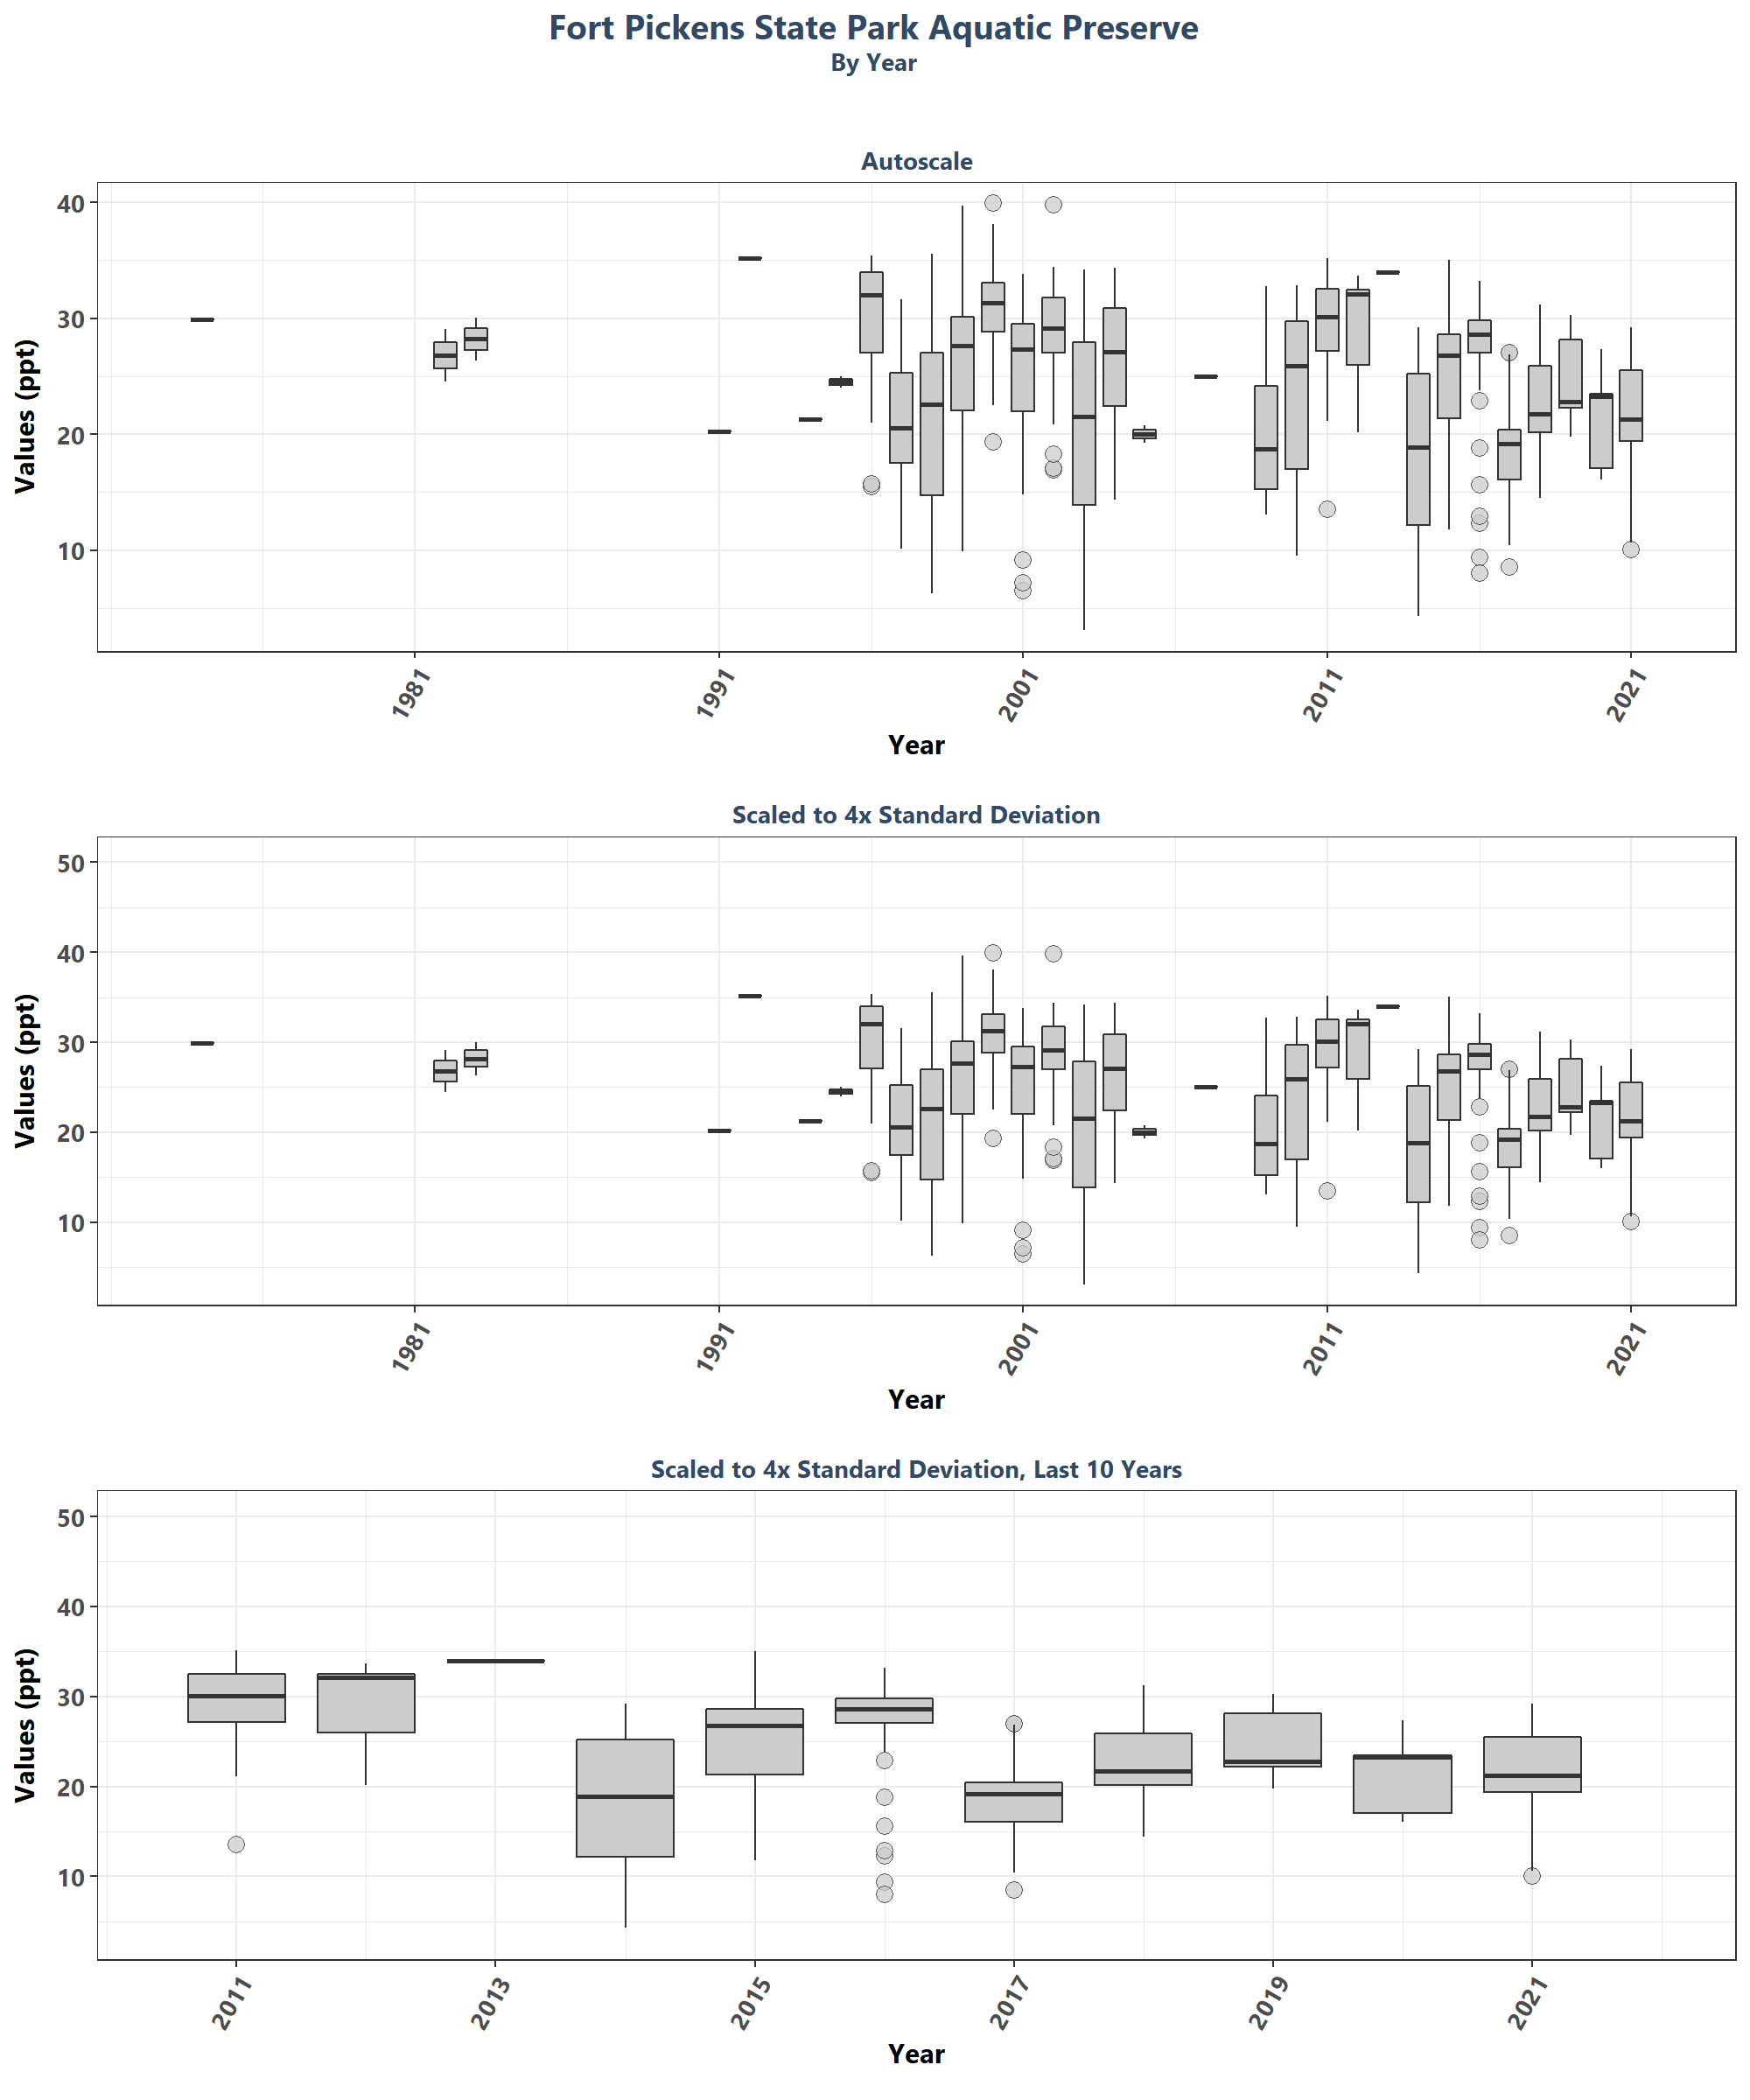 Fort Pickens State Park Aquatic Preserve
By Year
Autoscale
Values (ppt)
40
30
20
10
1981
1991
2001
2011
2021
Year
Scaled to 4x Standard Deviation
Values (ppt)
50
40
30
20
10
1981
1991
2001
2011
2021
Year
Scaled to 4x Standard Deviation, Last 10 Years
Values (ppt)
50
40
30
20
10
2011
2013
2015
2017
2019
2021
Year